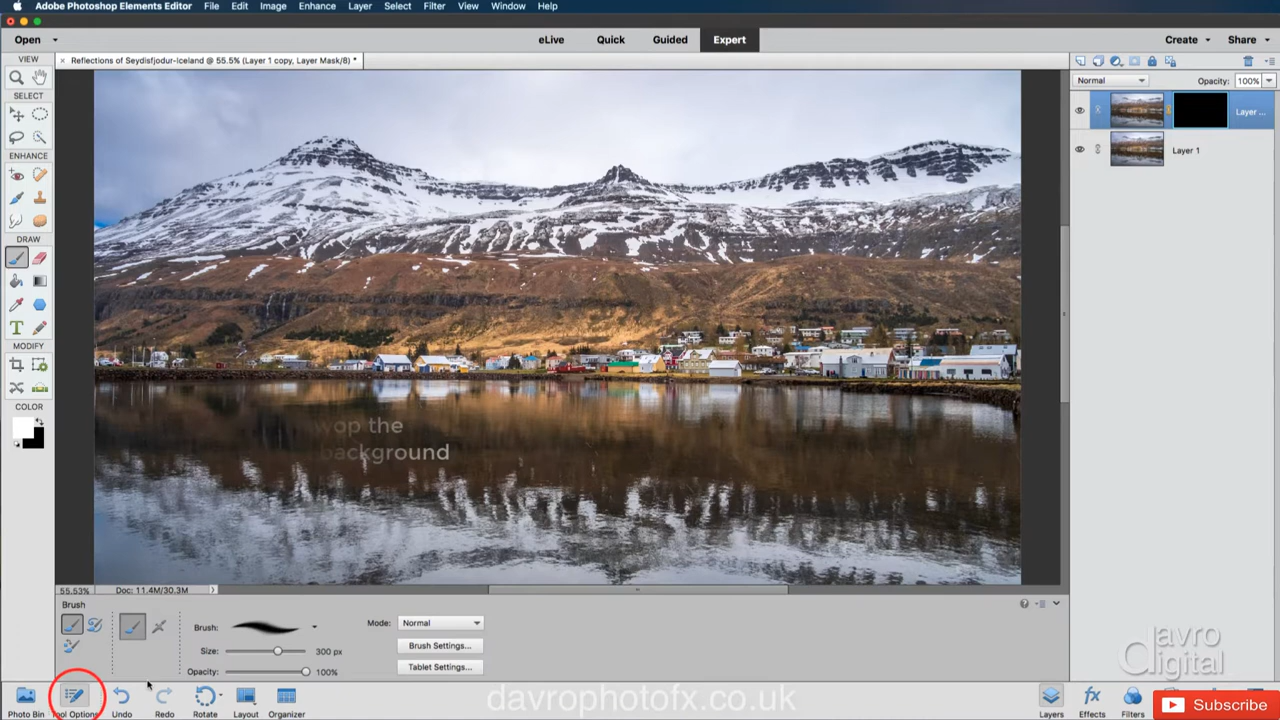 Adobe Photoshop Elements Editor File Edit Image Enhance Layer Select Filter View Window Help
Open eLive Quick Guided Expert Create Share
VIEW × Reflections of Seydisfjodur-Iceland @ 55.5% (Layer 1 copy, Layer Mask/8) *
Normal Opacity: 100%
SELECT
Layer ...
Layer 1
ENHANCE
DRAW
T
MODIFY
COLOR
wop the
background
55.53% Doc: 11.4M/30.3M
Brush
Brush: Mode: Normal
Size: 300 px Brush Settings...
Opacity: 100% Tablet Settings...
davro
digital
Photo Bin Tool Options Undo Redo Rotate Layout Organizer davrophotofx.co.uk Layers Effects Filters Subscribe